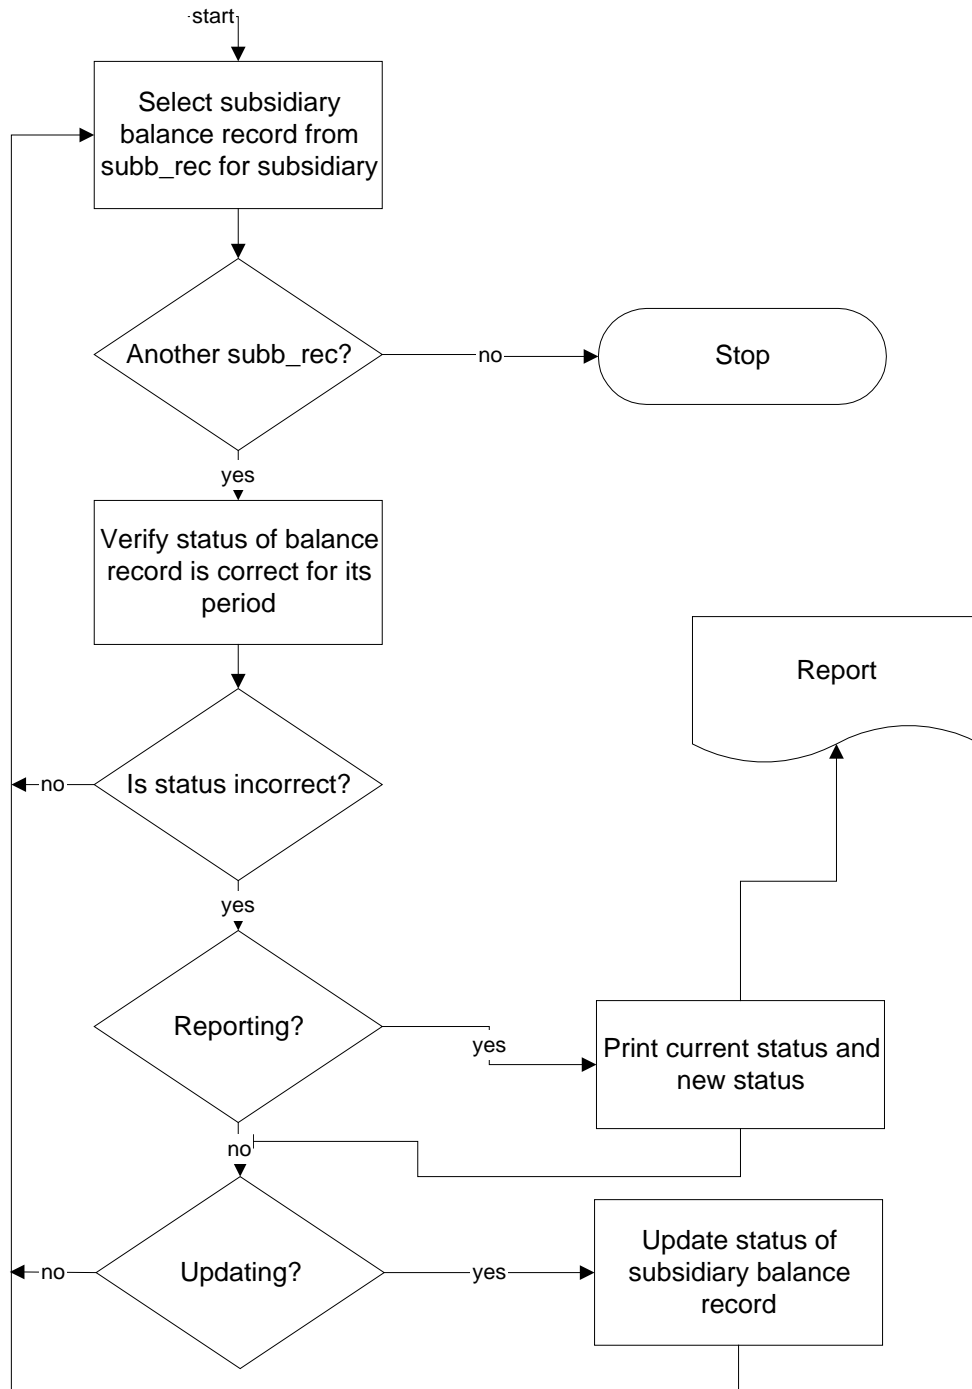 start
Select subsidiary
balance record from
subb_rec for subsidiary
Another subb_rec?
no
Stop
yes
Verify status of balance
record is correct for its
period
Report
Is status incorrect?
no
yes
Reporting?
yes
Print current status and
new status
no
Updating?
no
yes
Update status of
subsidiary balance
record